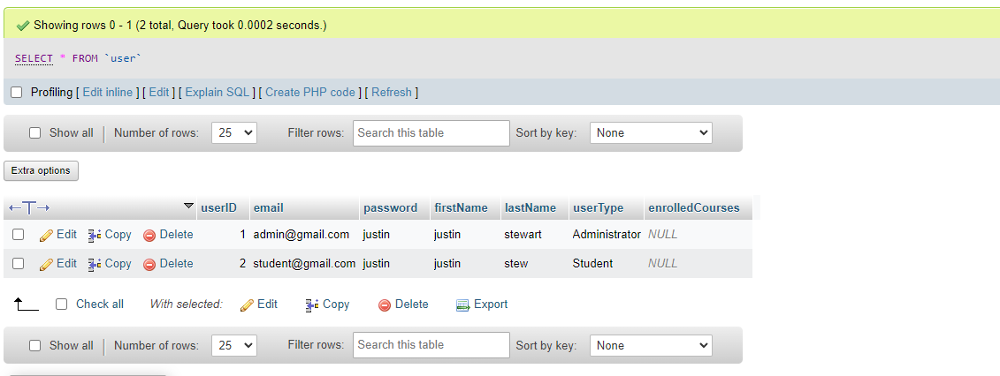 Showing rows 0 - 1 (2 total, Query took 0.0002 seconds.)
SELECT * FROM `user`
Profiling [ Edit inline ] [ Edit ] [ Explain SQL ] [ Create PHP code ] [ Refresh ]
Show all Number of rows: 25 Filter rows: Search this table Sort by key: None
Extra options
userID email password firstName lastName userType enrolledCourses
Edit Copy Delete 1 admin@gmail.com justin justin stewart Administrator NULL
Edit Copy Delete 2 student@gmail.com justin justin stew Student NULL
Check all With selected: Edit Copy Delete Export
Show all Number of rows: 25 Filter rows: Search this table Sort by key: None